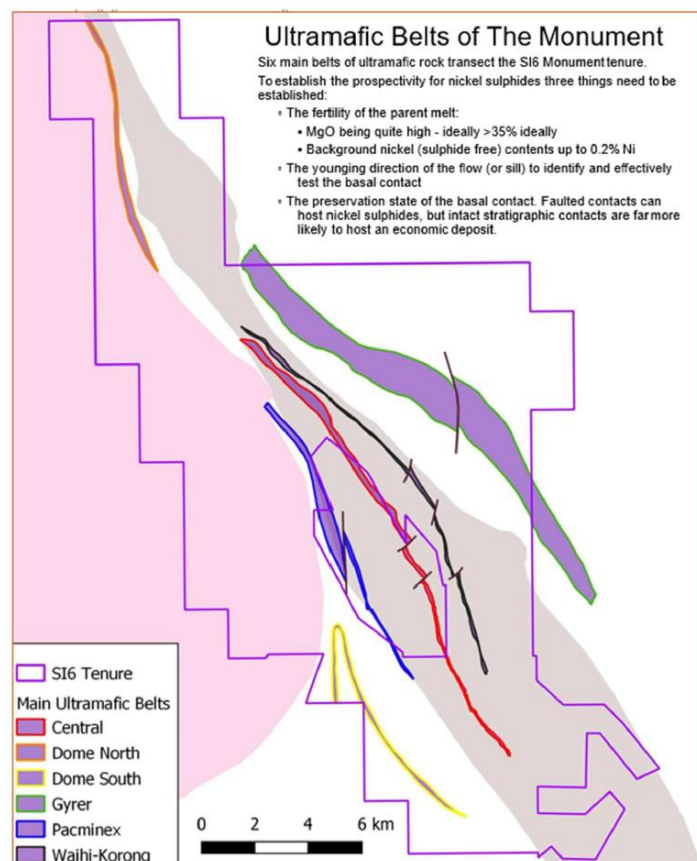 Ultramafic Belts of The Monument
Six main belts of ultramafic rock transect the SI6 Monument tenure.
To establish the prospectivity for nickel sulphides three things need to be
established:
▫ The fertility of the parent melt:
▪ MgO being quite high - ideally >35% ideally
▪ Background nickel (sulphide free) contents up to 0.2% Ni
▫ The younging direction of the flow (or sill) to identify and effectively
test the basal contact
▫ The preservation state of the basal contact. Faulted contacts can
host nickel sulphides, but intact stratigraphic contacts are far more
likely to host an economic deposit.
SI6 Tenure
Main Ultramafic Belts
Central
Dome North
Dome South
Gyrer
Pacminex
Waihi-Korong
0 2 4 6 km